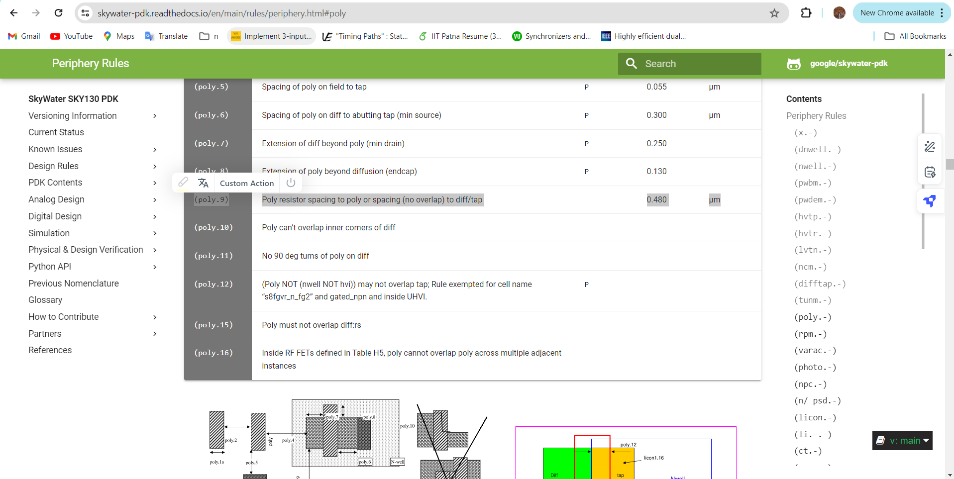 skywater-pdk.readthedocs.io/en/main/rules/periphery.html#poly
New Chrome available
Gmail YouTube Maps Translate n Implement 3-input... "Timing Paths" : Stat... IIT Patna Resume (3... Synchronizers and... Highly efficient dual... All Bookmarks
Periphery Rules
Search
google/skywater-pdk
SkyWater SKY130 PDK
Versioning Information
Current Status
Known Issues
Design Rules
PDK Contents
Analog Design
Digital Design
Simulation
Physical & Design Verification
Python API
Previous Nomenclature
Glossary
How to Contribute
Partners
References
(poly.5) Spacing of poly on field to tap P 0.055 µm
(poly.6) Spacing of poly on diff to abutting tap (min source) P 0.300 µm
(poly.7) Extension of diff beyond poly (min drain) P 0.250
(poly.8) Extension of poly beyond diffusion (endcap) P 0.130
Custom Action
(poly.9) Poly resistor spacing to poly or spacing (no overlap) to diff/tap 0.480 µm
(poly.10) Poly can't overlap inner corners of diff
(poly.11) No 90 deg turns of poly on diff
(poly.12) (Poly NOT (nwell NOT hvi)) may not overlap tap; Rule exempted for cell name P
"s8fgvr_n_fg2" and gated_npn and inside UHVI.
(poly.15) Poly must not overlap diff:rs
(poly.16) Inside RF FETs defined in Table H5, poly cannot overlap poly across multiple adjacent
instances
Contents
Periphery Rules
(x.-)
(dnwell.-)
(nwell.-)
(pwbm.-)
(pwdem.-)
(hvtp.-)
(hvtr.-)
(lvtn.-)
(ncm.-)
(difftap.-)
(tunm.-)
(poly.-)
(rpm.-)
(varac.-)
(photo.-)
(npc.-)
(n/ psd.-)
(licon.-)
(li.-.-)
(ct.-)
v: main
poly.2
poly.4
poly.8
poly.10
poly.1a
poly.5
poly.6
N-well
poly.12
licon1.16
tap